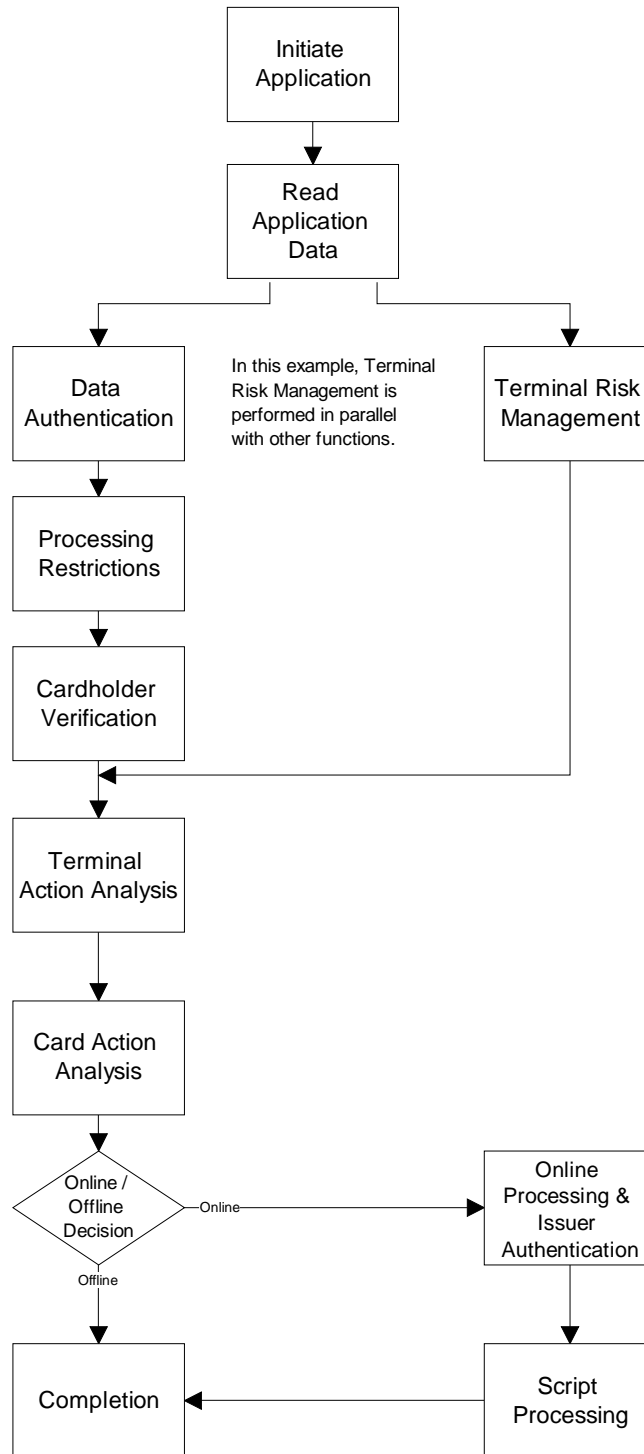 Initiate
Application
Read
Application
Data
Data
Authentication
In this example, Terminal
Risk Management is
performed in parallel
with other functions.
Terminal Risk
Management
Processing
Restrictions
Cardholder
Verification
Terminal
Action Analysis
Card Action
Analysis
Online /
Offline
Decision
Online
Online
Processing &
Issuer
Authentication
Offline
Completion
Script
Processing